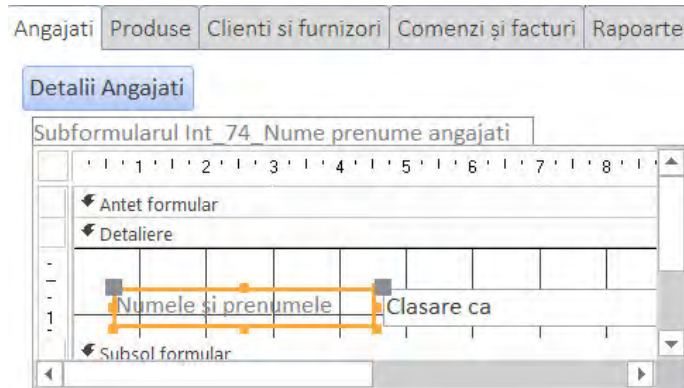 Angajati Produse Clienti si furnizori Comenzi și facturi Rapoarte
Detalii Angajati
Subformularul Int_74_Nume prenume angajati
1 2 3 4 5 6 7 8
Antet formular
Detaliere
Numele si prenumele Clasare ca
1
Subsol formular